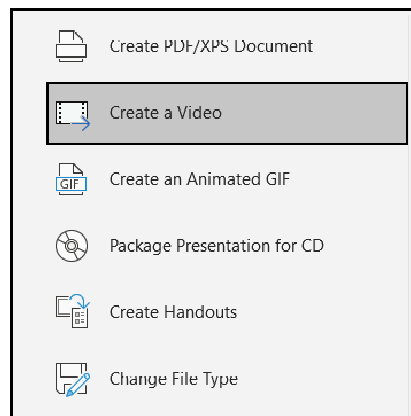 Create PDF/XPS Document
Create a Video
GIF
Create an Animated GIF
Package Presentation for CD
Create Handouts
Change File Type